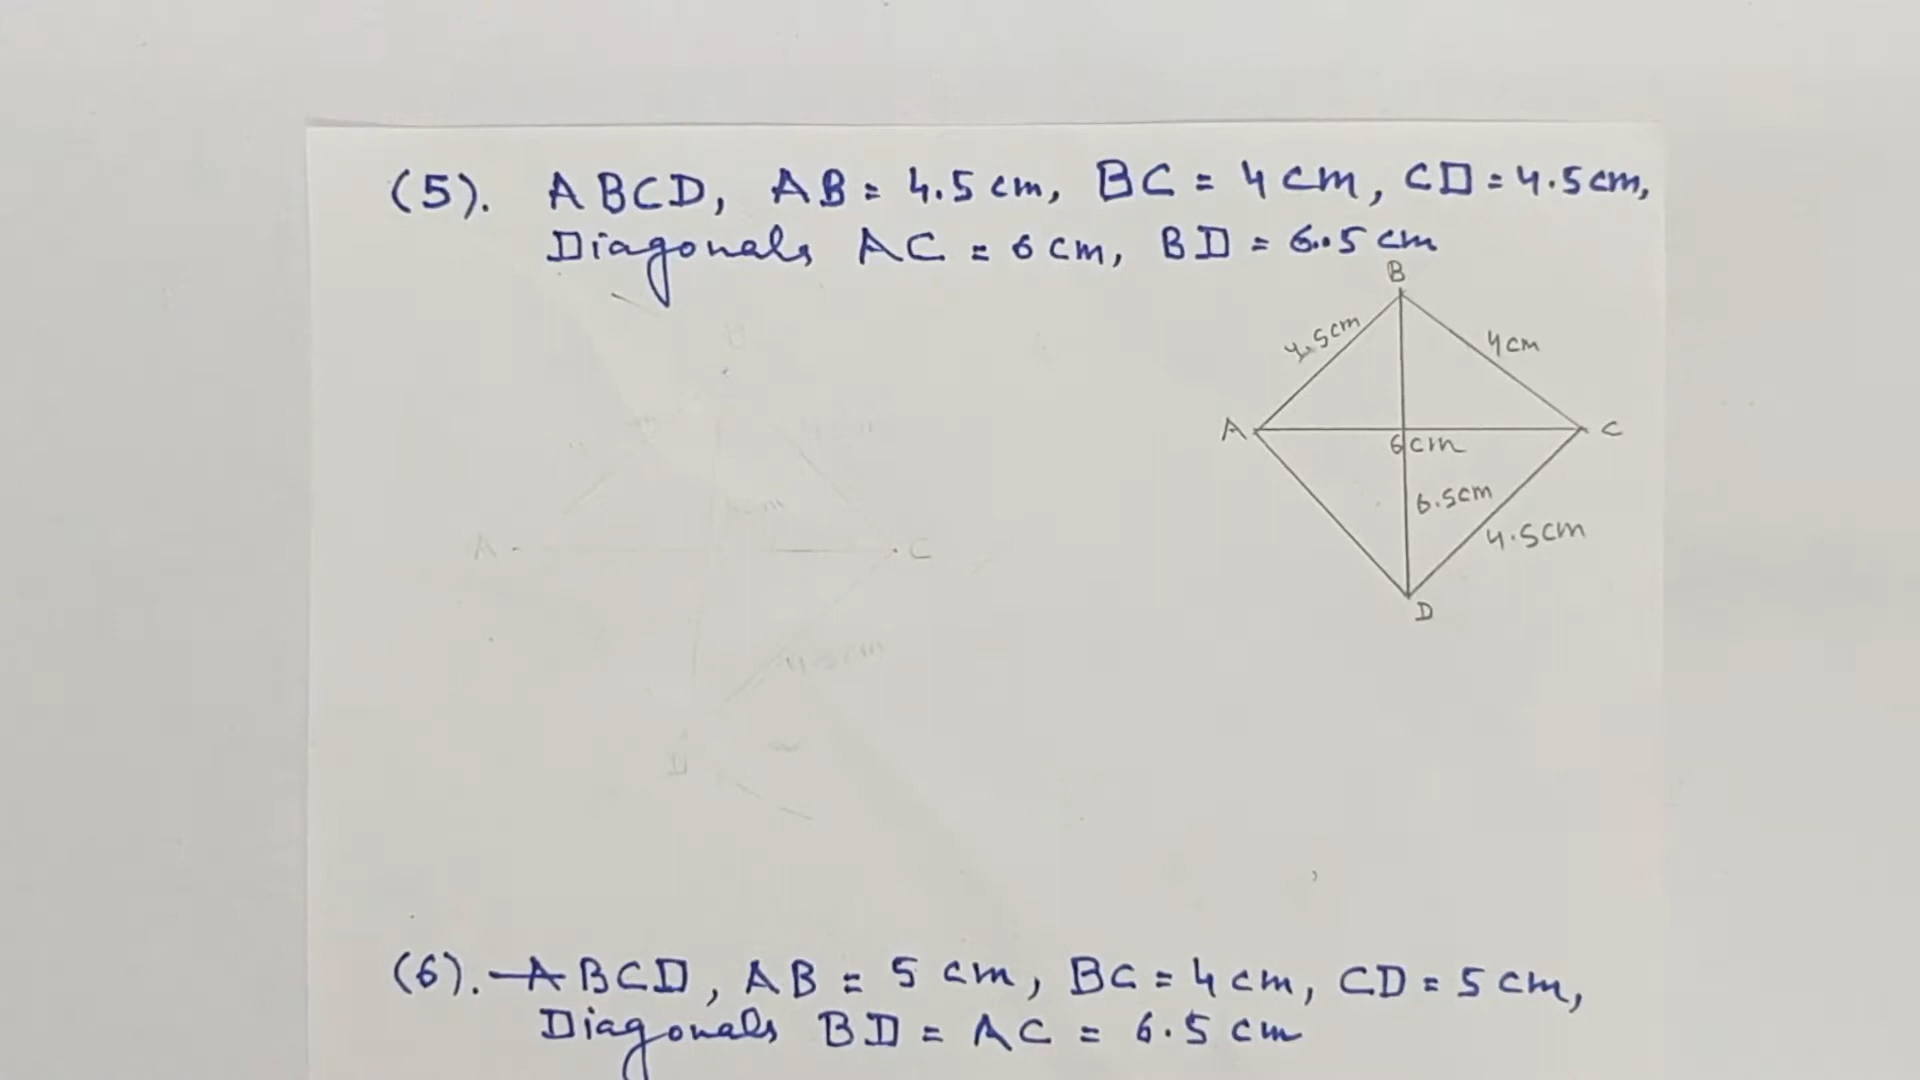 (5). ABCD, AB = 4.5 cm, BC = 4 cm, CD = 4.5 cm,
Diagonals AC = 6 cm, BD = 6.5 cm
B
4.5cm
4cm
A
C
6cm
6.5cm
4.5cm
D
A
C
4.5cm
D
(6). ABCD, AB = 5 cm, BC = 4 cm, CD = 5 cm,
Diagonals BD = AC = 6.5 cm